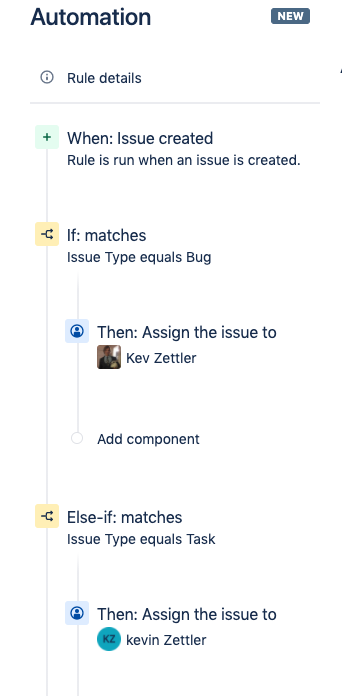 Automation
NEW
Rule details
When: Issue created
Rule is run when an issue is created.
If: matches
Issue Type equals Bug
Then: Assign the issue to
Kev Zettler
Add component
Else-if: matches
Issue Type equals Task
Then: Assign the issue to
KZ kevin Zettler